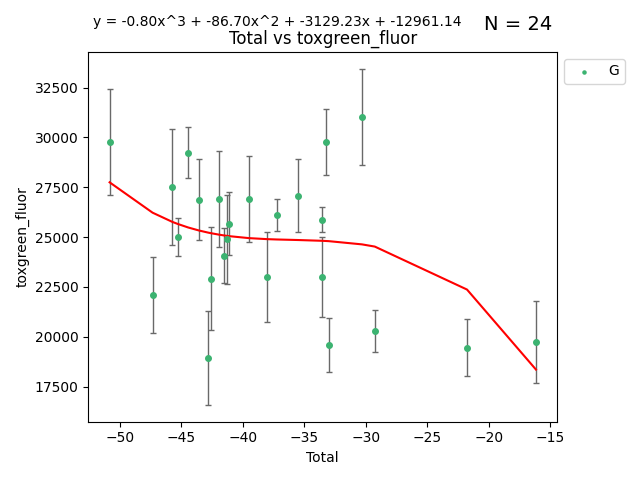 y = -0.80x^3 + -86.70x^2 + -3129.23x + -12961.14
N = 24
Total vs toxgreen_fluor
G
32500
30000
27500
25000
22500
20000
17500
toxgreen_fluor
−50 −45 −40 −35 −30 −25 −20 −15
Total